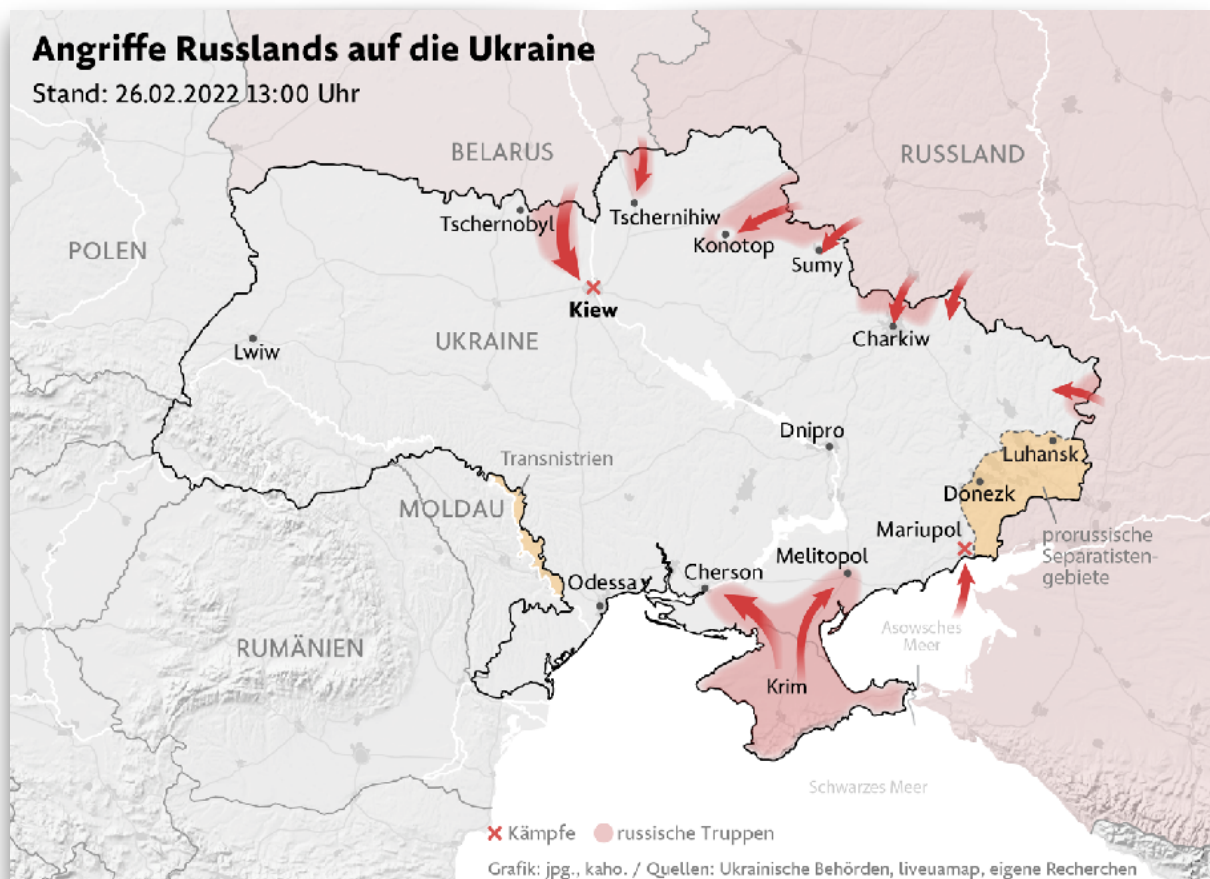 Angriffe Russlands auf die Ukraine
Stand: 26.02.2022 13:00 Uhr
BELARUS
RUSSLAND
POLEN
Tschernobyl
Tschernihiw
Konotop
Sumy
Kiew
UKRAINE
Charkiw
Lwiw
Dnipro
Transnistrien
Luhansk
MOLDAU
Donezk
Mariupol
prorussische
Separatisten-
gebiete
Melitopol
Cherson
Odessa
Asowsches
Meer
RUMÄNIEN
Krim
Schwarzes Meer
Kämpfe
russische Truppen
Grafik: jpg., kaho. / Quellen: Ukrainische Behörden, liveuamap, eigene Recherchen